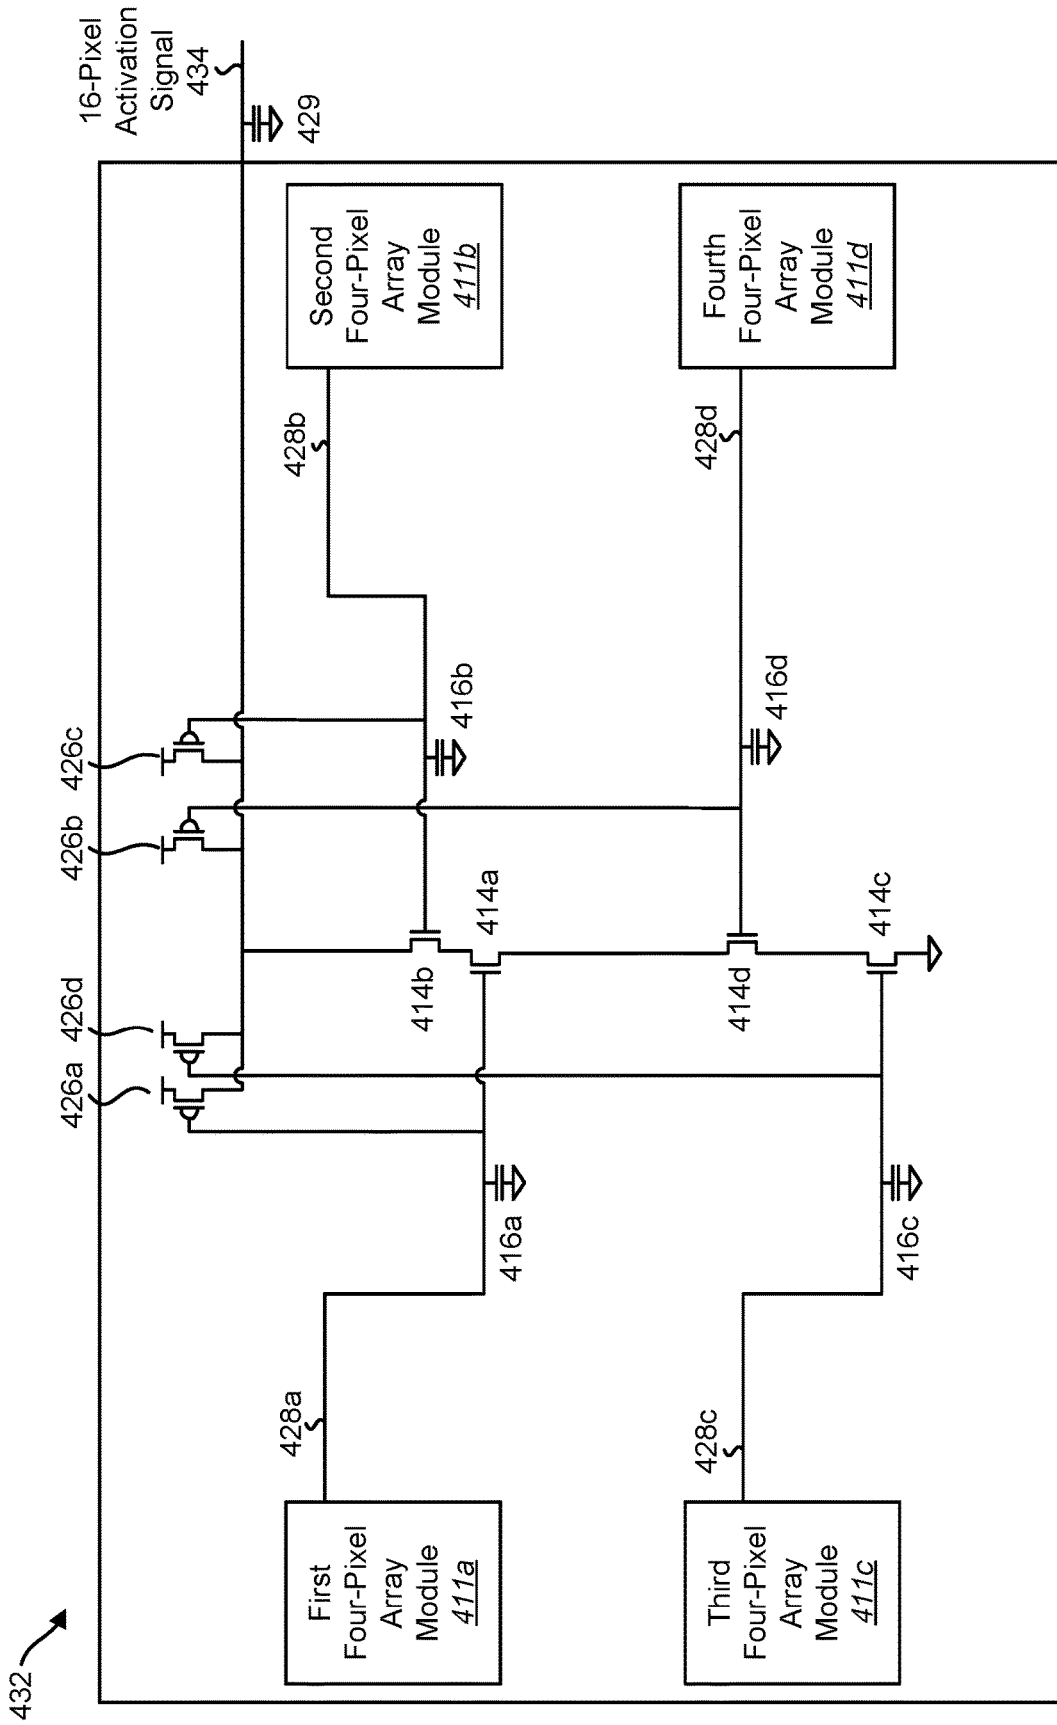 432
16-Pixel
Activation
Signal
434
429
426a
426d
426b
426c
First
Four-Pixel
Array
Module
411a
428a
416a
414b
414a
416b
428b
Second
Four-Pixel
Array
Module
411b
Third
Four-Pixel
Array
Module
411c
428c
416c
414d
414c
416d
428d
Fourth
Four-Pixel
Array
Module
411d